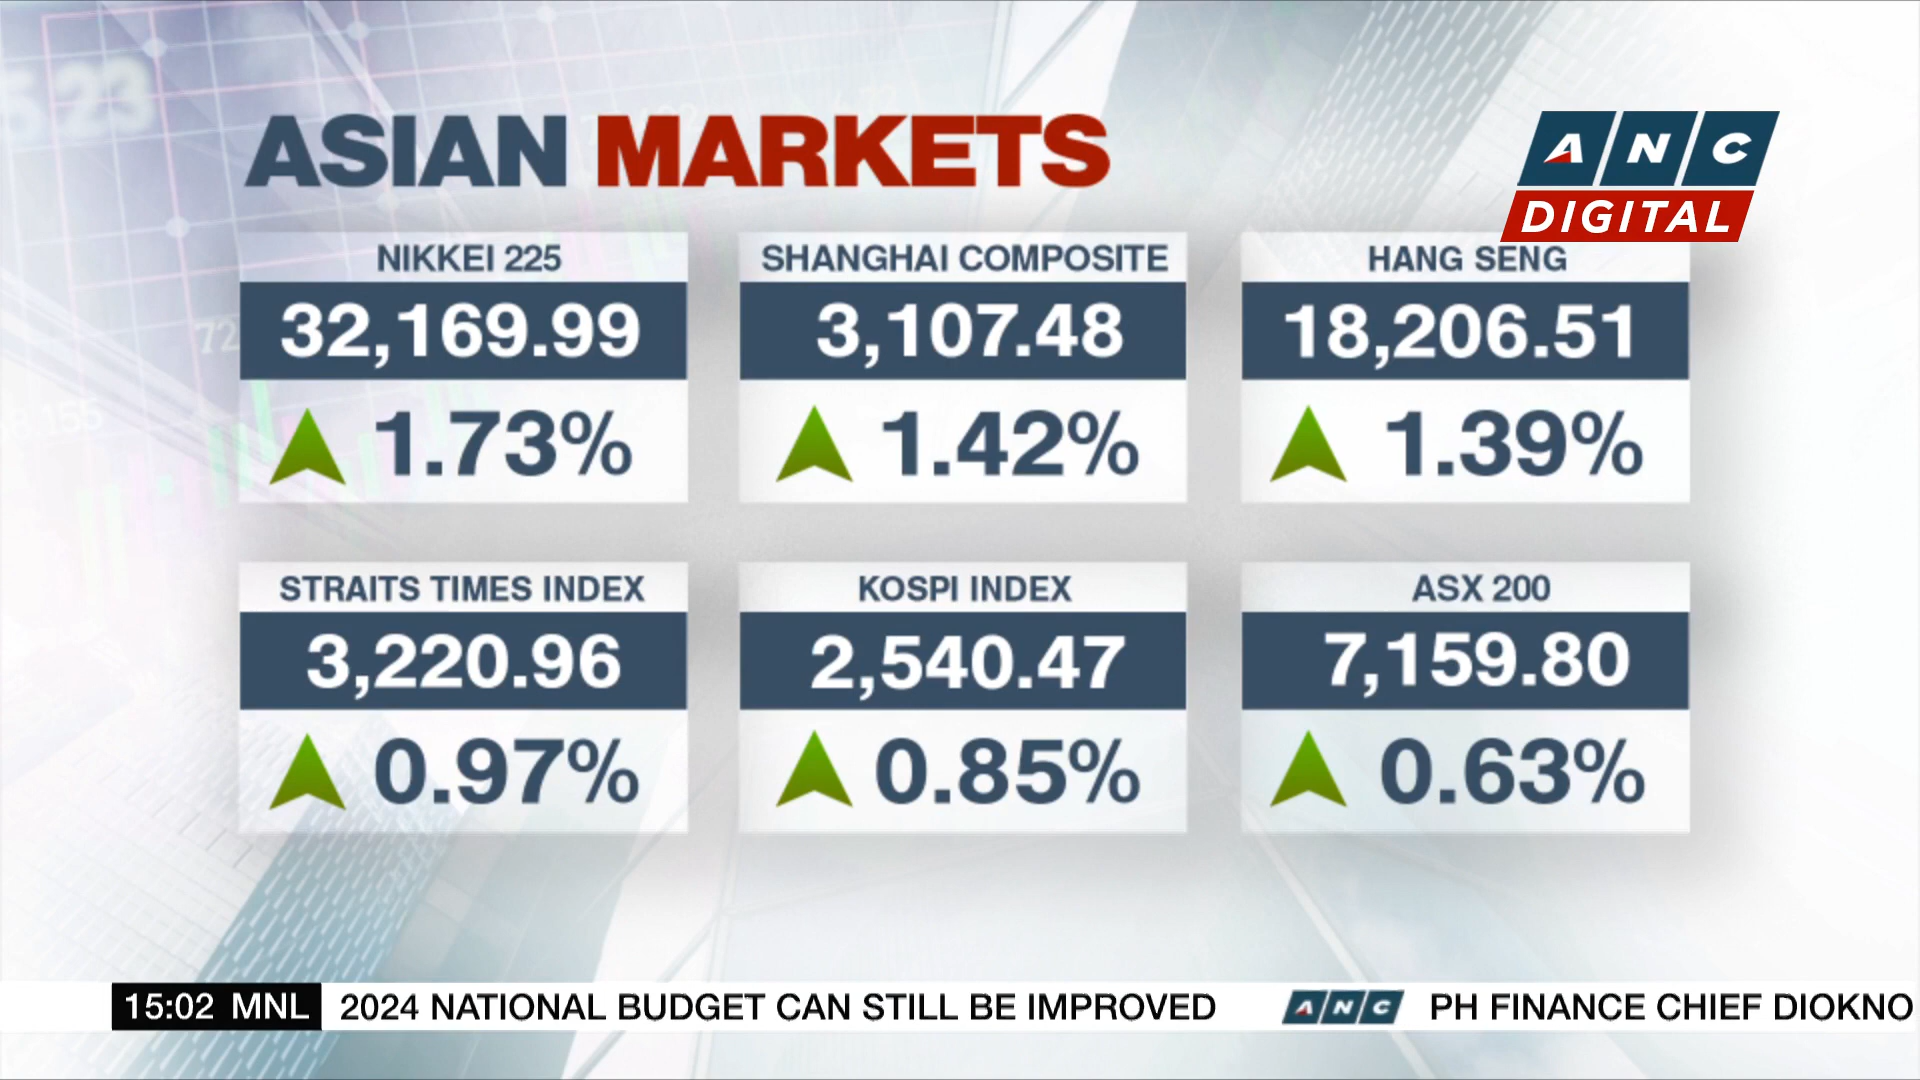 ASIAN MARKETS
ANC
DIGITAL
NIKKEI 225
32,169.99
1.73%
SHANGHAI COMPOSITE
3,107.48
1.42%
HANG SENG
18,206.51
1.39%
STRAITS TIMES INDEX
3,220.96
0.97%
KOSPI INDEX
2,540.47
0.85%
ASX 200
7,159.80
0.63%
15:02 MNL 2024 NATIONAL BUDGET CAN STILL BE IMPROVED ANC PH FINANCE CHIEF DIOKNO